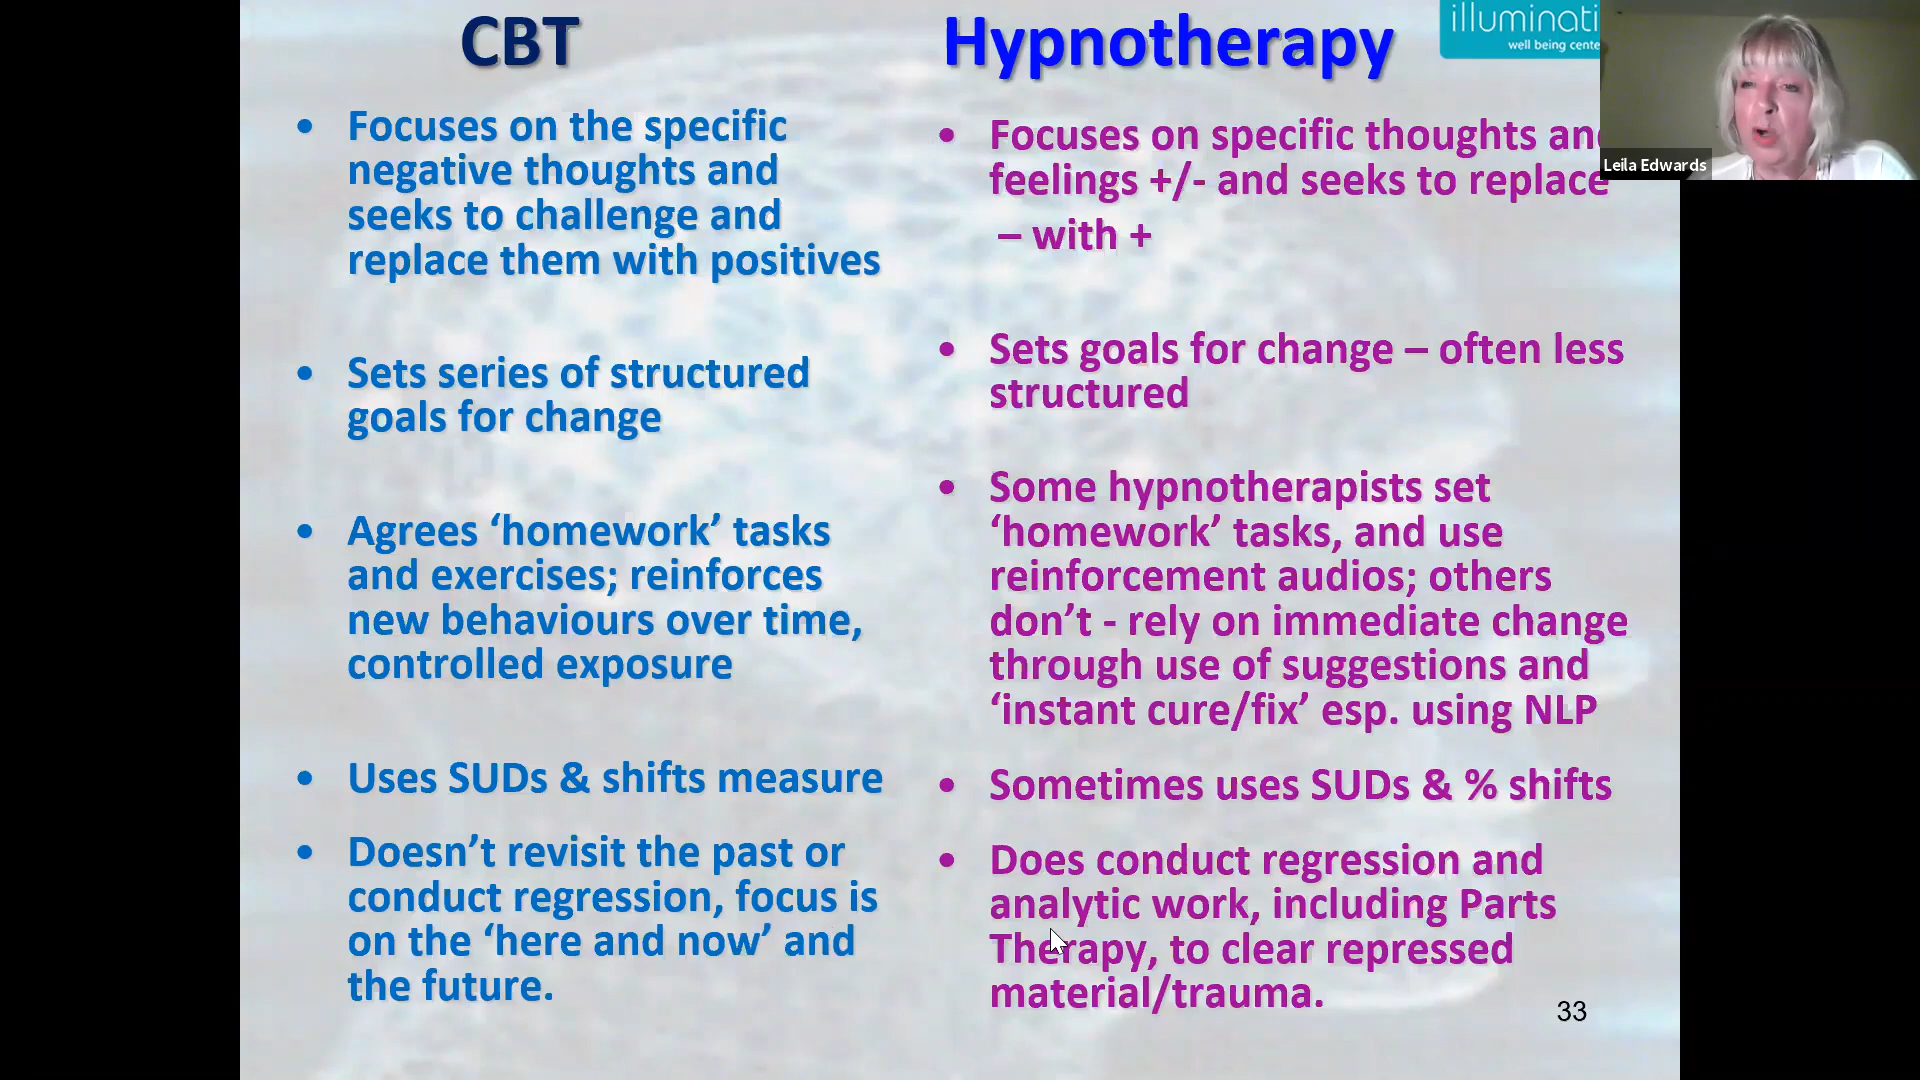 CBT
Focuses on the specific
negative thoughts and
seeks to challenge and
replace them with positives
Sets series of structured
goals for change
Agrees ‘homework’ tasks
and exercises; reinforces
new behaviours over time,
controlled exposure
Uses SUDs & shifts measure
Doesn’t revisit the past or
conduct regression, focus is
on the ‘here and now’ and
the future.
Hypnotherapy
Focuses on specific thoughts and
feelings +/- and seeks to replace
– with +
Sets goals for change – often less
structured
Some hypnotherapists set
‘homework’ tasks, and use
reinforcement audios; others
don’t - rely on immediate change
through use of suggestions and
‘instant cure/fix’ esp. using NLP
Sometimes uses SUDs & % shifts
Does conduct regression and
analytic work, including Parts
Therapy, to clear repressed
material/trauma.
33
illuminati
well being cente
Leila Edwards